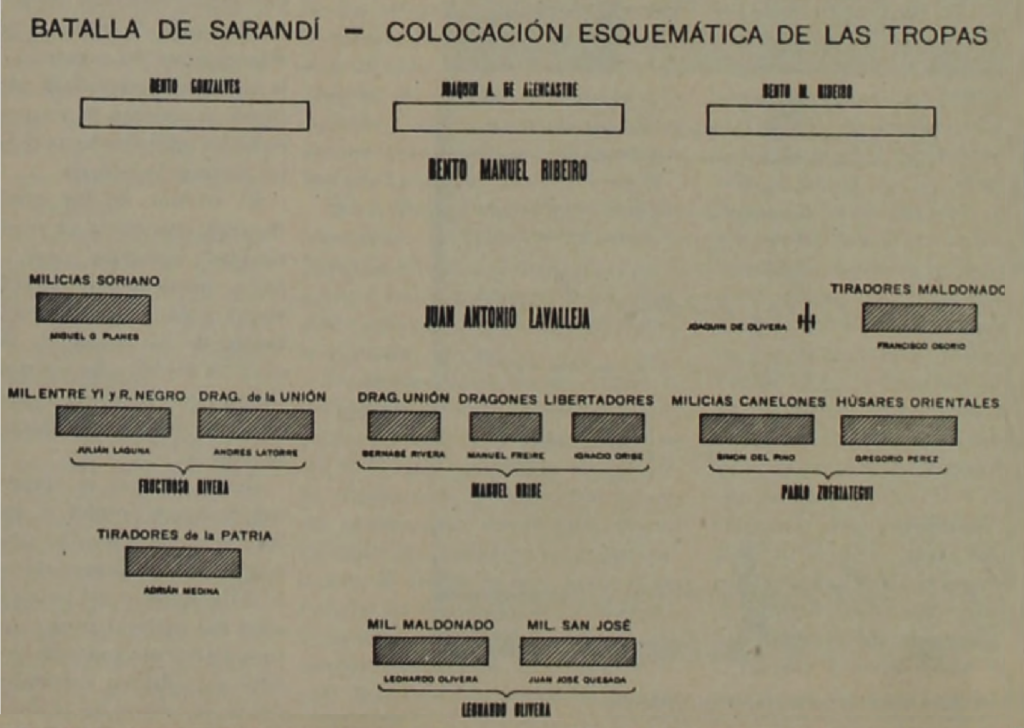 BATALLA DE SARANDÍ — COLOCACIÓN ESQUEMÁTICA DE LAS TROPAS
BENTO GONZALVES
JOAQUIN A. DE ALENCASTRE
BENTO M. RIBEIRO
BENTO MANUEL RIBEIRO
MILICIAS SORIANO
MIGUEL G. PLANES
JUAN ANTONIO LAVALLEJA
JOAQUIN DE OLIVERA
TIRADORES MALDONADO
FRANCISCO OSORIO
MIL. ENTRE YI y R. NEGRO
JULIÁN LAGUNA
DRAG. de la UNIÓN
ANDRES LATORRE
FRUCTUOSO RIVERA
DRAG. UNIÓN
BERNABÉ RIVERA
DRAGONES LIBERTADORES
MANUEL FREIRE
IGNACIO ORIBE
MANUEL ORIBE
MILICIAS CANELONES
SIMON DEL PINO
HÚSARES ORIENTALES
GREGORIO PEREZ
PABLO ZUFRIATEGUI
TIRADORES de la PATRIA
ADRIÁN MEDINA
MIL. MALDONADO
LEONARDO OLIVERA
MIL. SAN JOSÉ
JUAN JOSÉ QUESADA
LEONARDO OLIVERA